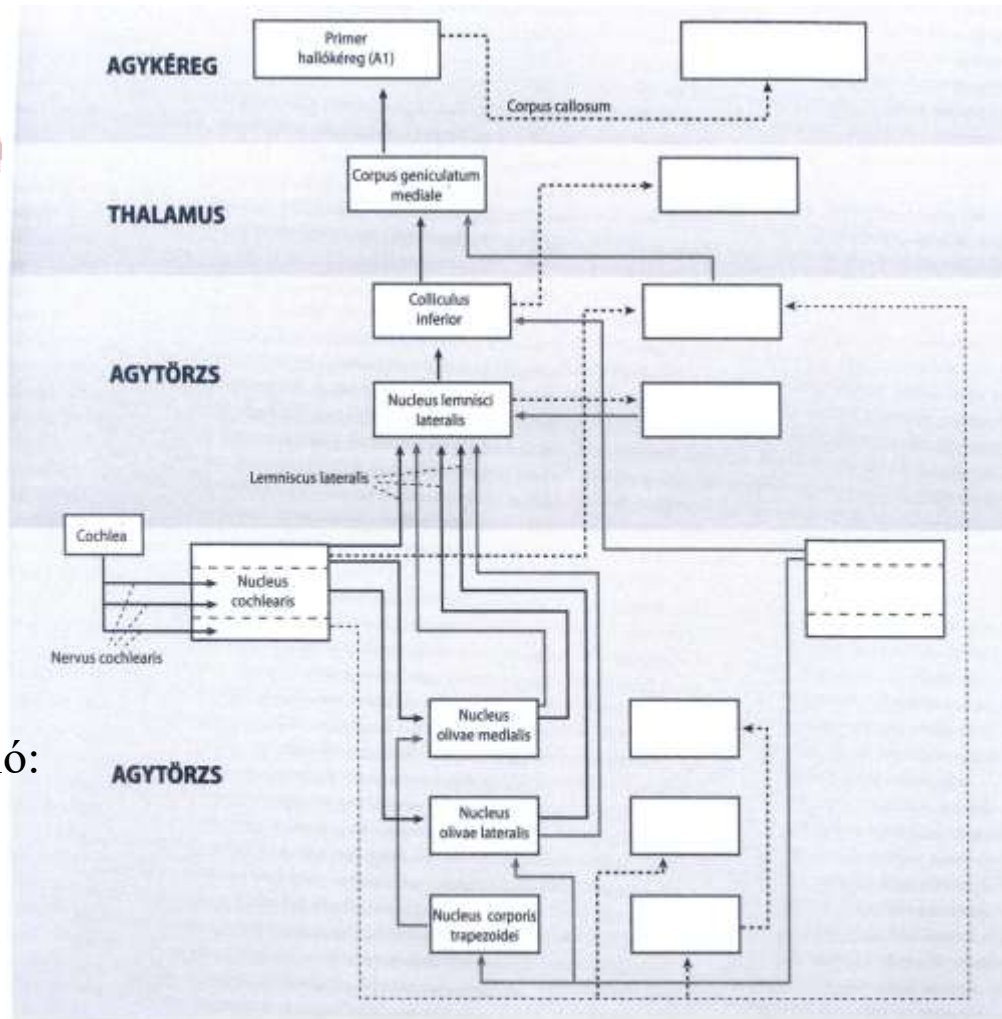 Primer
hallókéreg (A1)
AGYKÉREG
Corpus callosum
Corpus geniculatum
mediale
THALAMUS
Colliculus
inferior
AGYTÖRZS
Nucleus lemnisci
lateralis
Lemniscus lateralis
Cochlea
Nucleus
cochlearis
Nervus cochlearis
Nucleus
olivae medialis
AGYTÖRZS
Nucleus
olivae lateralis
Nucleus corporis
trapezoidei